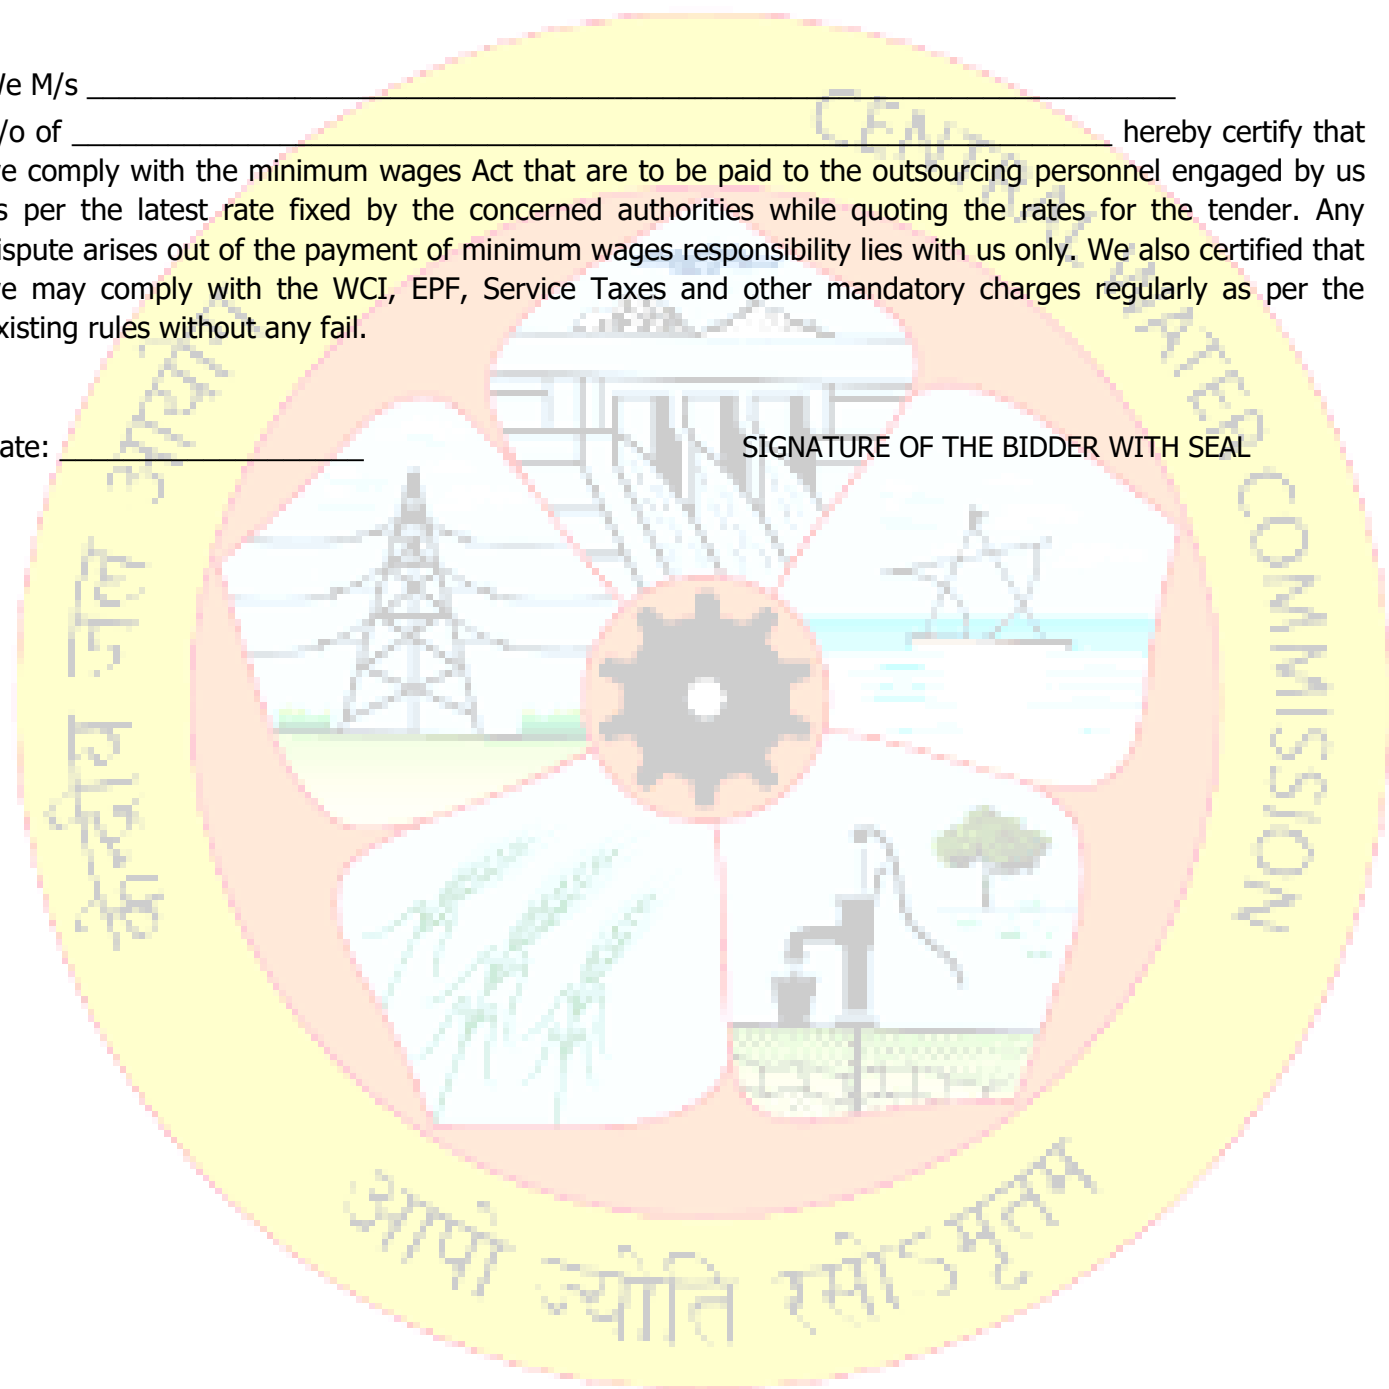 /e M/s ______________________________________________________________________
/o of ___________________________________________________________________ hereby certify that
e comply with the minimum wages Act that are to be paid to the outsourcing personnel engaged by us
s per the latest rate fixed by the concerned authorities while quoting the rates for the tender. Any
ispute arises out of the payment of minimum wages responsibility lies with us only. We also certified that
e may comply with the WCI, EPF, Service Taxes and other mandatory charges regularly as per the
xisting rules without any fail.
ate: ____________________ SIGNATURE OF THE BIDDER WITH SEAL
केन्द्रीय जल आयोग
CENTRAL WATER COMMISSION
आपो ज्योति रसोऽमृतम